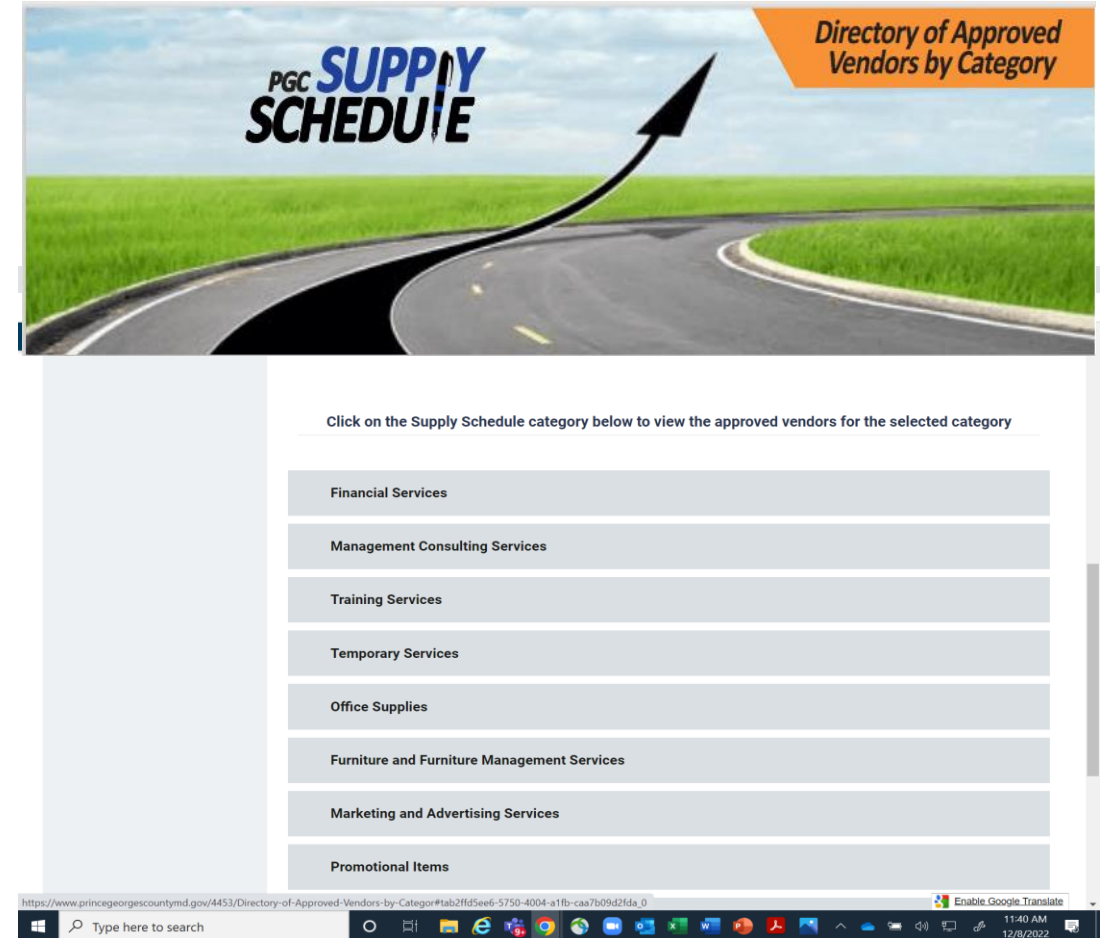 Directory of Approved
Vendors by Category
PGC SUPPLY
SCHEDULE
Click on the Supply Schedule category below to view the approved vendors for the selected category
Financial Services
Management Consulting Services
Training Services
Temporary Services
Office Supplies
Furniture and Furniture Management Services
Marketing and Advertising Services
Promotional Items
https://www.princegeorgescountymd.gov/4453/Directory-of-Approved-Vendors-by-Categor#tab2ffd5ee6-5750-4004-a1fb-caa7b09d2fda_0
Enable Google Translate
Type here to search
11:40 AM
12/8/2022